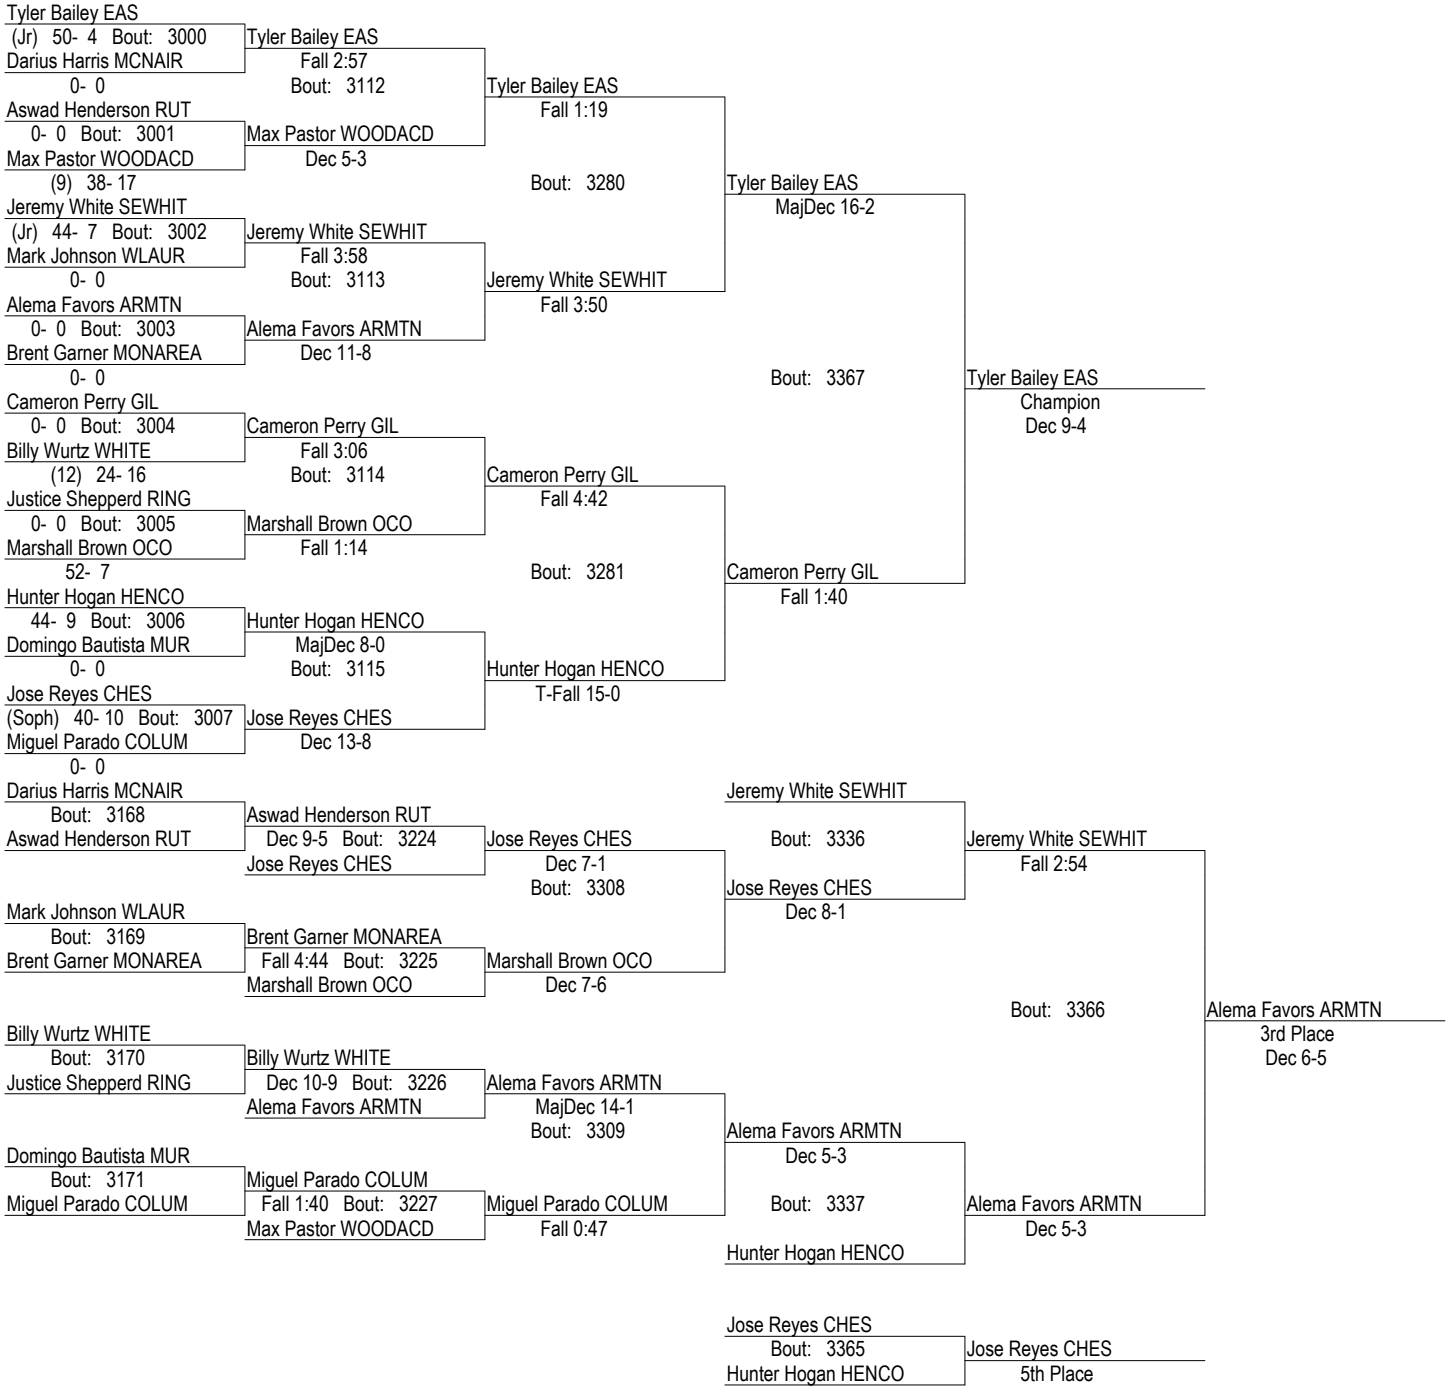 Tyler Bailey EAS
(Jr) 50- 4 Bout: 3000 Tyler Bailey EAS
Darius Harris MCNAIR Fall 2:57
0- 0 Bout: 3112 Tyler Bailey EAS
Aswad Henderson RUT Fall 1:19
0- 0 Bout: 3001 Max Pastor WOODACD
Max Pastor WOODACD Dec 5-3
(9) 38- 17 Bout: 3280 Tyler Bailey EAS
Jeremy White SEWHIT MajDec 16-2
(Jr) 44- 7 Bout: 3002 Jeremy White SEWHIT
Mark Johnson WLAUR Fall 3:58
0- 0 Bout: 3113 Jeremy White SEWHIT
Alema Favors ARMTN Fall 3:50
0- 0 Bout: 3003 Alema Favors ARMTN
Brent Garner MONAREA Dec 11-8
0- 0 Bout: 3367 Tyler Bailey EAS
Cameron Perry GIL Champion
0- 0 Bout: 3004 Cameron Perry GIL Dec 9-4
Billy Wurtz WHITE Fall 3:06
(12) 24- 16 Bout: 3114 Cameron Perry GIL
Justice Shepperd RING Fall 4:42
0- 0 Bout: 3005 Marshall Brown OCO
Marshall Brown OCO Fall 1:14
52- 7 Bout: 3281 Cameron Perry GIL
Hunter Hogan HENCO Fall 1:40
44- 9 Bout: 3006 Hunter Hogan HENCO
Domingo Bautista MUR MajDec 8-0
0- 0 Bout: 3115 Hunter Hogan HENCO
Jose Reyes CHES T-Fall 15-0
(Soph) 40- 10 Bout: 3007 Jose Reyes CHES
Miguel Parado COLUM Dec 13-8
0- 0
Darius Harris MCNAIR Jeremy White SEWHIT
Bout: 3168 Aswad Henderson RUT
Aswad Henderson RUT Dec 9-5 Bout: 3224 Jose Reyes CHES Bout: 3336 Jeremy White SEWHIT
Jose Reyes CHES Dec 7-1 Fall 2:54
Bout: 3308 Jose Reyes CHES
Mark Johnson WLAUR Dec 8-1
Bout: 3169 Brent Garner MONAREA
Brent Garner MONAREA Fall 4:44 Bout: 3225 Marshall Brown OCO
Marshall Brown OCO Dec 7-6
Bout: 3366 Alema Favors ARMTN
Billy Wurtz WHITE 3rd Place
Bout: 3170 Billy Wurtz WHITE Dec 6-5
Justice Shepperd RING Dec 10-9 Bout: 3226 Alema Favors ARMTN
Alema Favors ARMTN MajDec 14-1
Bout: 3309 Alema Favors ARMTN
Domingo Bautista MUR Dec 5-3
Bout: 3171 Miguel Parado COLUM
Miguel Parado COLUM Fall 1:40 Bout: 3227 Miguel Parado COLUM Bout: 3337 Alema Favors ARMTN
Max Pastor WOODACD Fall 0:47 Dec 5-3
Hunter Hogan HENCO
Jose Reyes CHES
Bout: 3365 Jose Reyes CHES
Hunter Hogan HENCO 5th Place